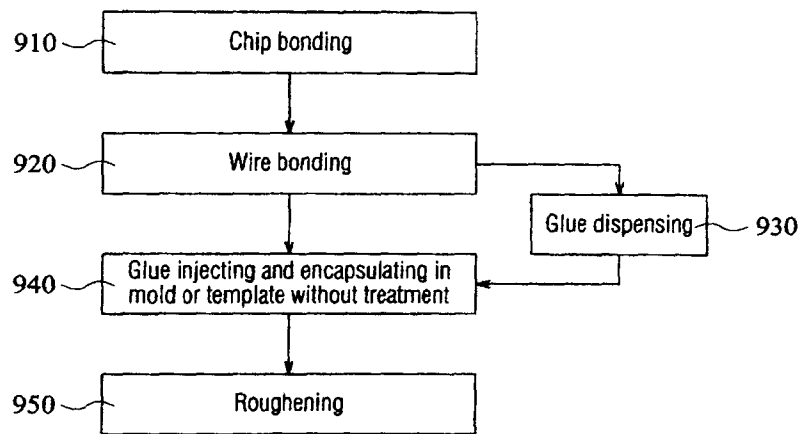 910
Chip bonding
920
Wire bonding
Glue dispensing
930
940
Glue injecting and encapsulating in
mold or template without treatment
950
Roughening